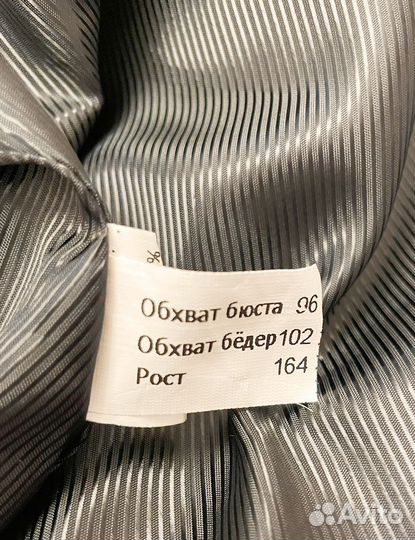 %
Обхват бюста 96
Обхват бёдер 102
Рост 164
Avito